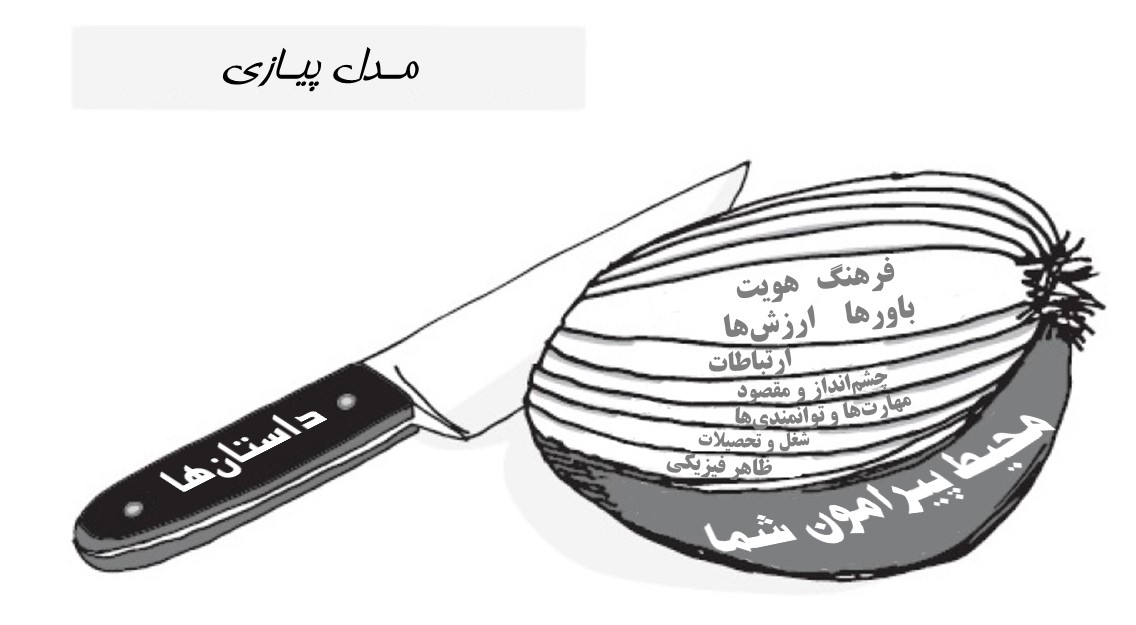 مدل پیازی
فرهنگ هویت
باورها ارزش‌ها
ارتباطات
چشم‌انداز و مقصود
مهارت‌ها و توانمندی‌ها
شغل و تحصیلات
ظاهر فیزیکی
محیط پیرامون شما
داستان‌ها